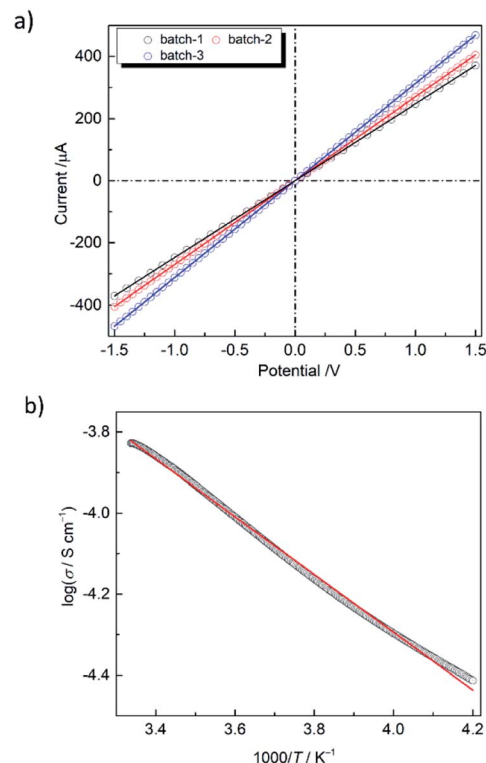 a)
batch-1 batch-2
batch-3
400
200
0
-200
-400
Current /µA
-1.5 -1.0 -0.5 0.0 0.5 1.0 1.5
Potential /V
b)
-3.8
-4.0
-4.2
-4.4
log(σ / S cm⁻¹)
3.4 3.6 3.8 4.0 4.2
1000/T / K⁻¹